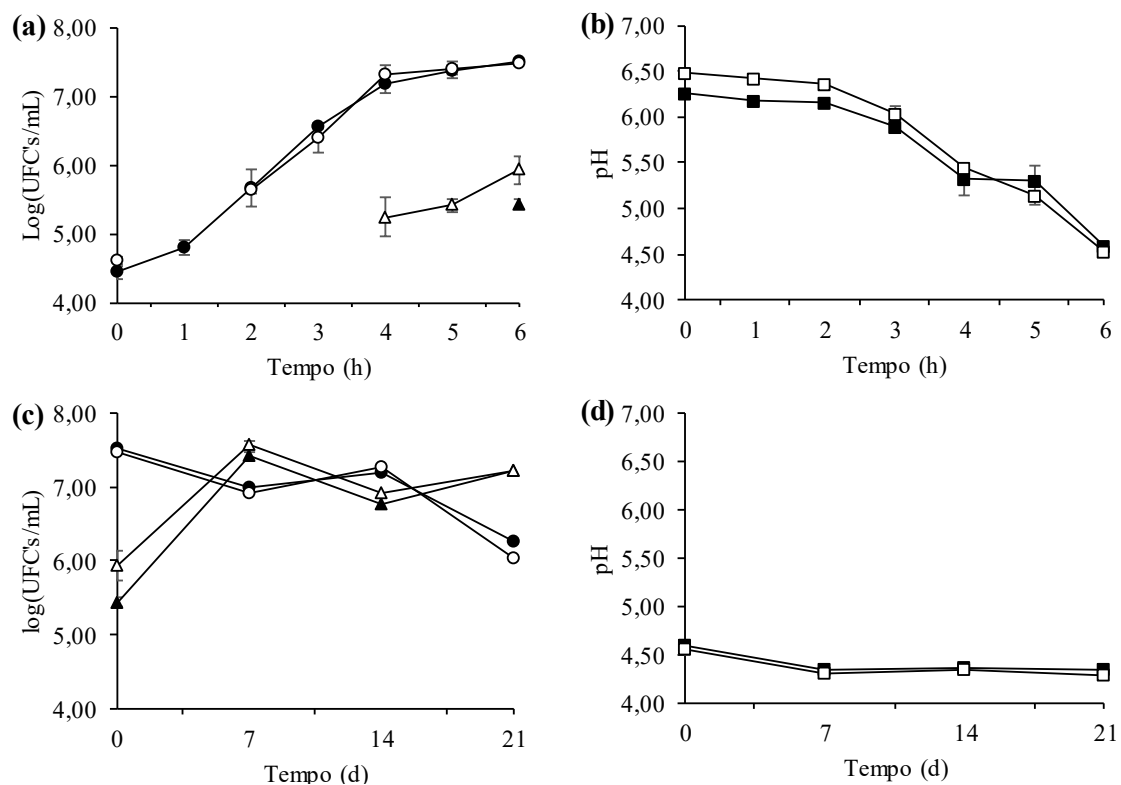 (a)
8,00
7,00
6,00
5,00
4,00
Log(UFC's/mL)
0 1 2 3 4 5 6
Tempo (h)
(b)
7,00
6,50
6,00
5,50
5,00
4,50
4,00
pH
0 1 2 3 4 5 6
Tempo (h)
(c)
8,00
7,00
6,00
5,00
4,00
log(UFC's/mL)
0 7 14 21
Tempo (d)
(d)
7,00
6,50
6,00
5,50
5,00
4,50
4,00
pH
0 7 14 21
Tempo (d)